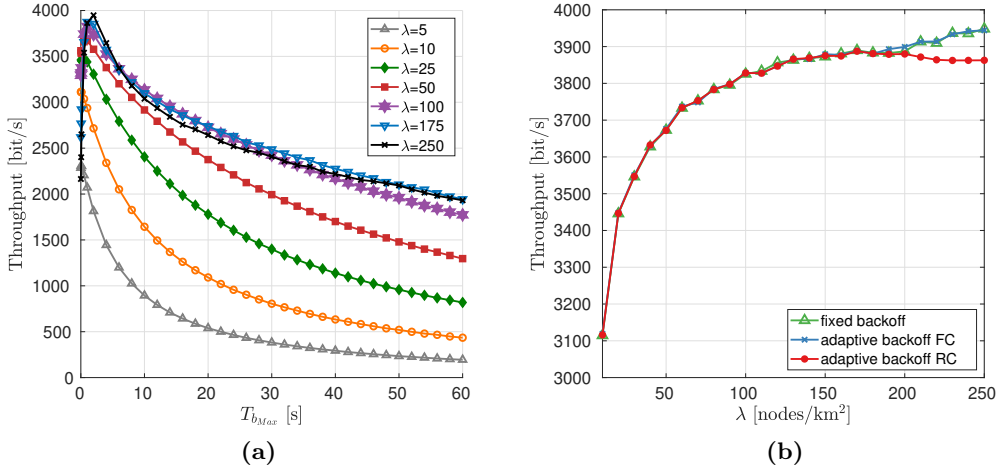 4000
3500
3000
2500
2000
1500
1000
500
0
Throughput [bit/s]
0
10
20
30
40
50
60
T_{b_{Max}} [s]
λ=5
λ=10
λ=25
λ=50
λ=100
λ=175
λ=250
(a)
4000
3900
3800
3700
3600
3500
3400
3300
3200
3100
3000
Throughput [bit/s]
50
100
150
200
250
λ [nodes/km²]
fixed backoff
adaptive backoff FC
adaptive backoff RC
(b)